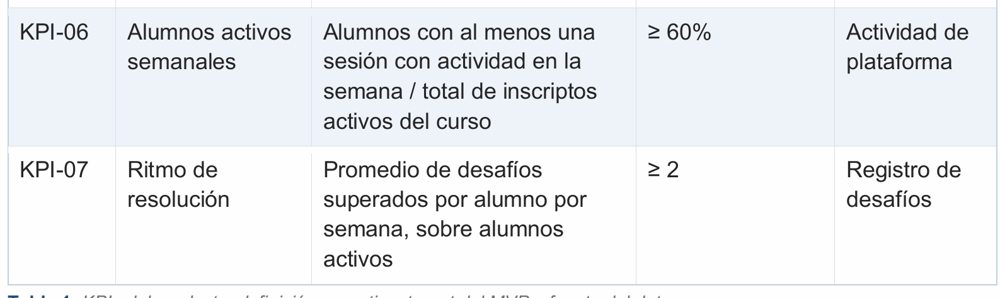 KPI-06
Alumnos activos
semanales
Alumnos con al menos una
sesión con actividad en la
semana / total de inscriptos
activos del curso
≥ 60%
Actividad de
plataforma
KPI-07
Ritmo de
resolución
Promedio de desafíos
superados por alumno por
semana, sobre alumnos
activos
≥ 2
Registro de
desafíos